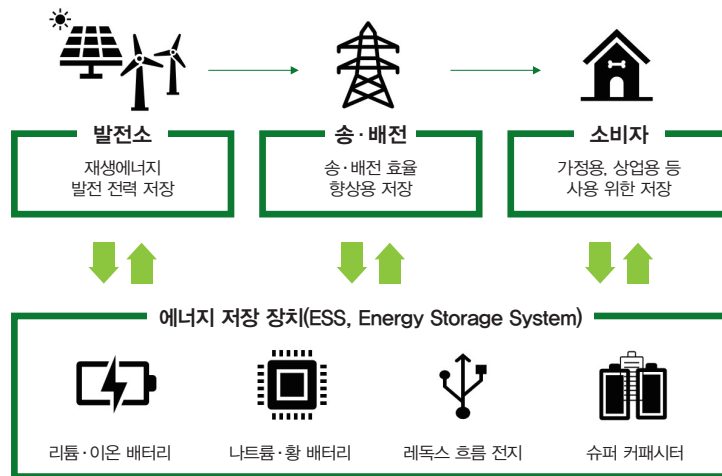 발전소
재생에너지
발전 전력 저장
송·배전
송·배전 효율
향상용 저장
소비자
가정용, 상업용 등
사용 위한 저장
에너지 저장 장치(ESS, Energy Storage System)
리튬·이온 배터리
나트륨·황 배터리
레독스 흐름 전지
슈퍼 커패시터